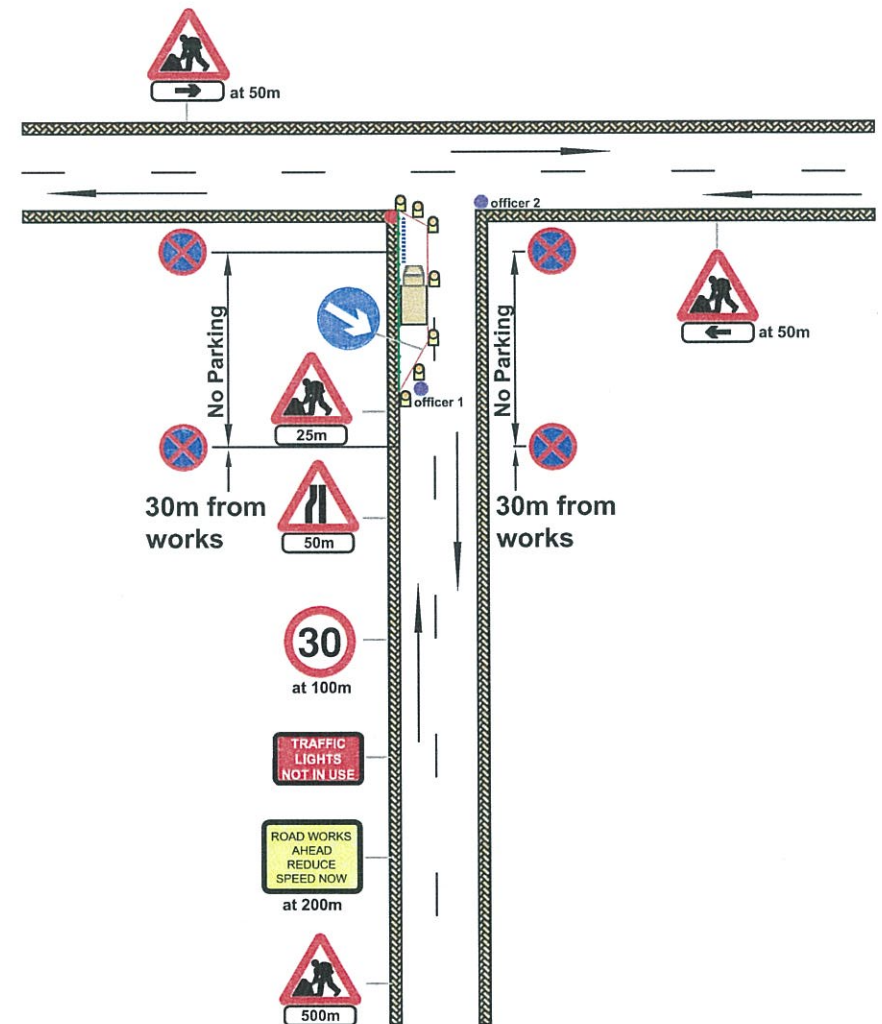 at 50m
officer 2
No Parking
No Parking
at 50m
officer 1
25m
30m from
works
30m from
works
50m
30
at 100m
TRAFFIC
LIGHTS
NOT IN USE
ROAD WORKS
AHEAD
REDUCE
SPEED NOW
at 200m
500m